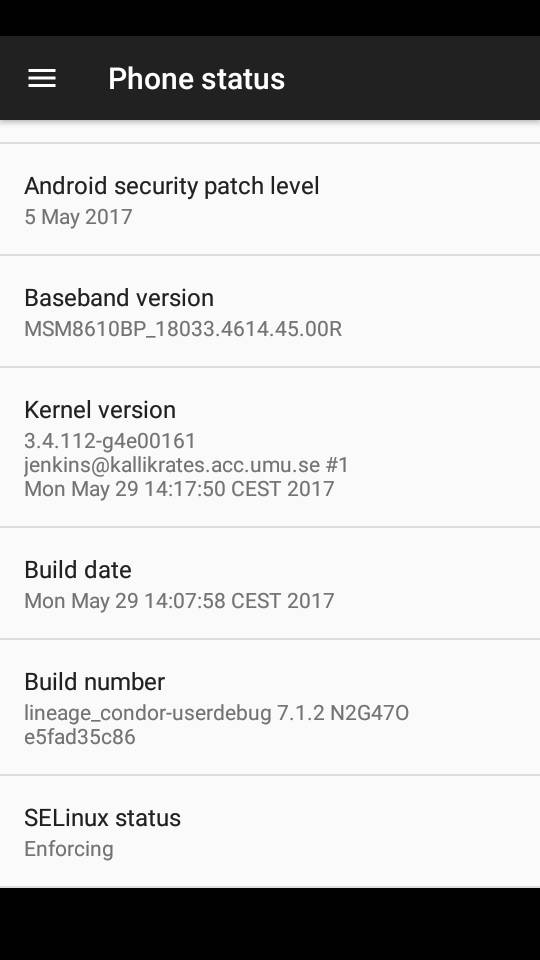 Phone status
Android security patch level
5 May 2017
Baseband version
MSM8610BP_18033.4614.45.00R
Kernel version
3.4.112-g4e00161
jenkins@kallikrates.acc.umu.se #1
Mon May 29 14:17:50 CEST 2017
Build date
Mon May 29 14:07:58 CEST 2017
Build number
lineage_condor-userdebug 7.1.2 N2G47O
e5fad35c86
SELinux status
Enforcing